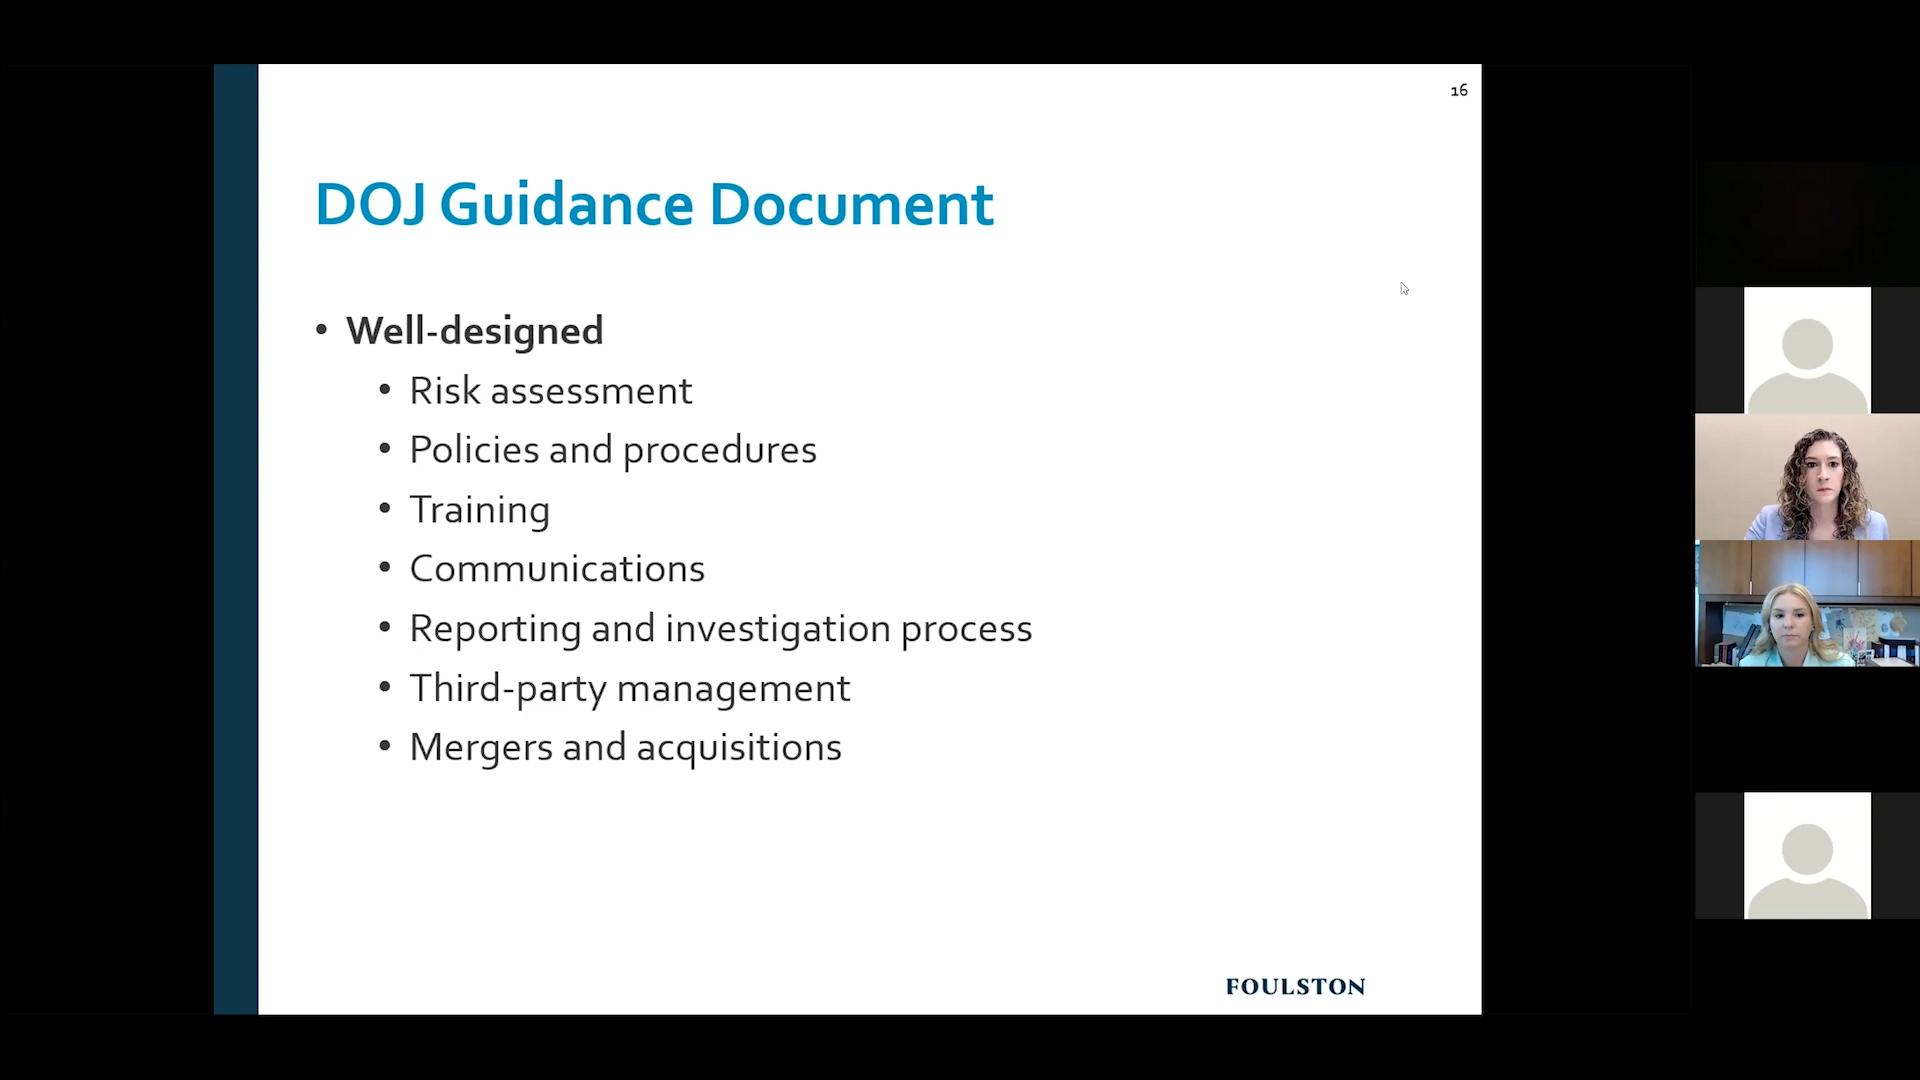 16
DOJ Guidance Document
• Well-designed
• Risk assessment
• Policies and procedures
• Training
• Communications
• Reporting and investigation process
• Third-party management
• Mergers and acquisitions
FOULSTON